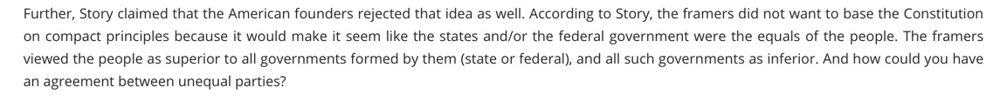 Further, Story claimed that the American founders rejected that idea as well. According to Story, the framers did not want to base the Constitution
on compact principles because it would make it seem like the states and/or the federal government were the equals of the people. The framers
viewed the people as superior to all governments formed by them (state or federal), and all such governments as inferior. And how could you have
an agreement between unequal parties?